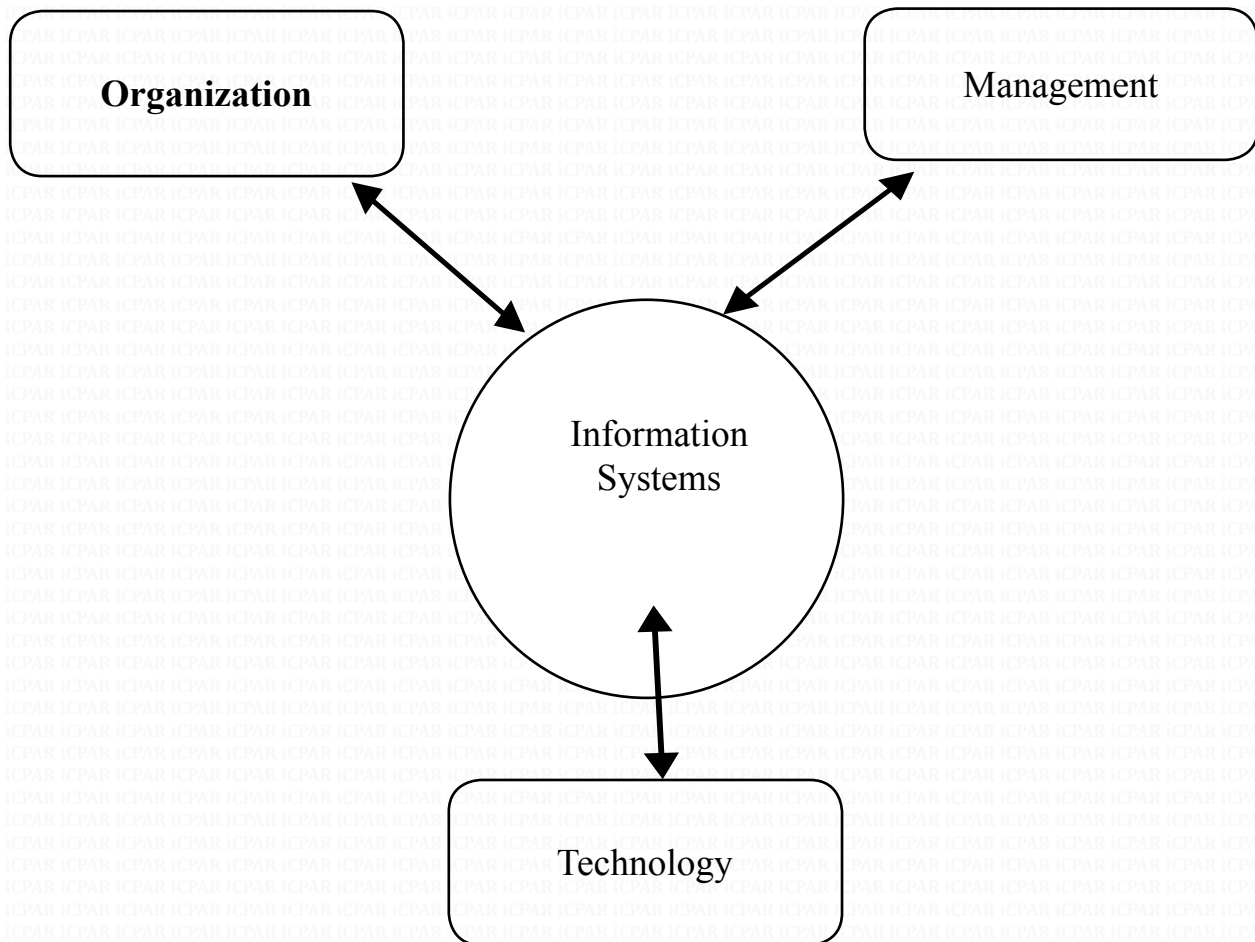 Organization
Management
Information
Systems
Technology